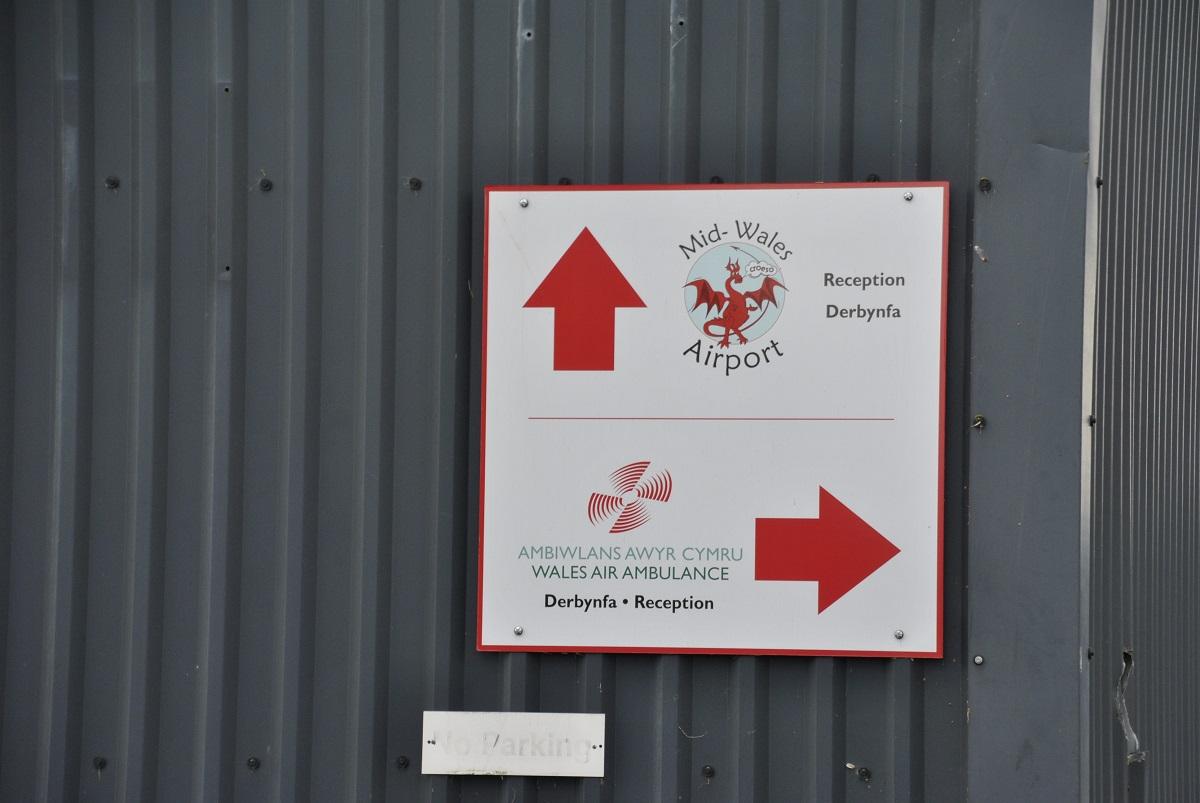 Mid-Wales
croeso
Airport
Reception
Derbynfa
AMBIWLANS AWYR CYMRU
WALES AIR AMBULANCE
Derbynfa • Reception
No Parking